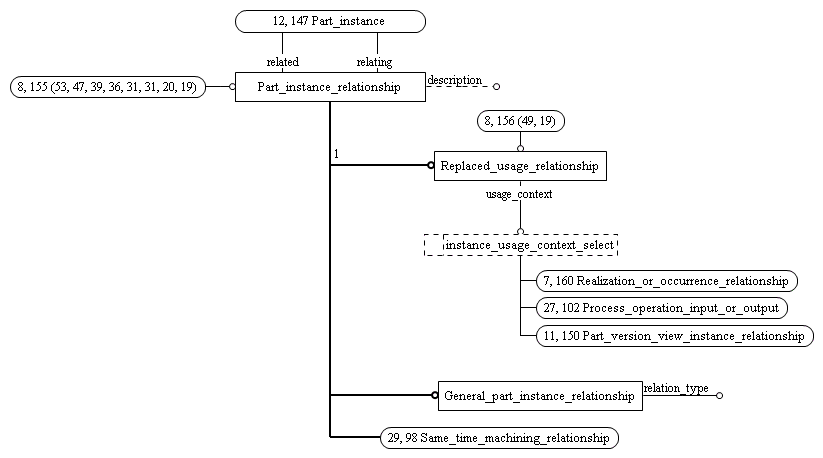 12, 147 Part_instance
related
relating
8, 155 (53, 47, 39, 36, 31, 31, 20, 19)
Part_instance_relationship
description
8, 156 (49, 19)
1
Replaced_usage_relationship
usage_context
instance_usage_context_select
7, 160 Realization_or_occurrence_relationship
27, 102 Process_operation_input_or_output
11, 150 Part_version_view_instance_relationship
General_part_instance_relationship
relation_type
29, 98 Same_time_machining_relationship